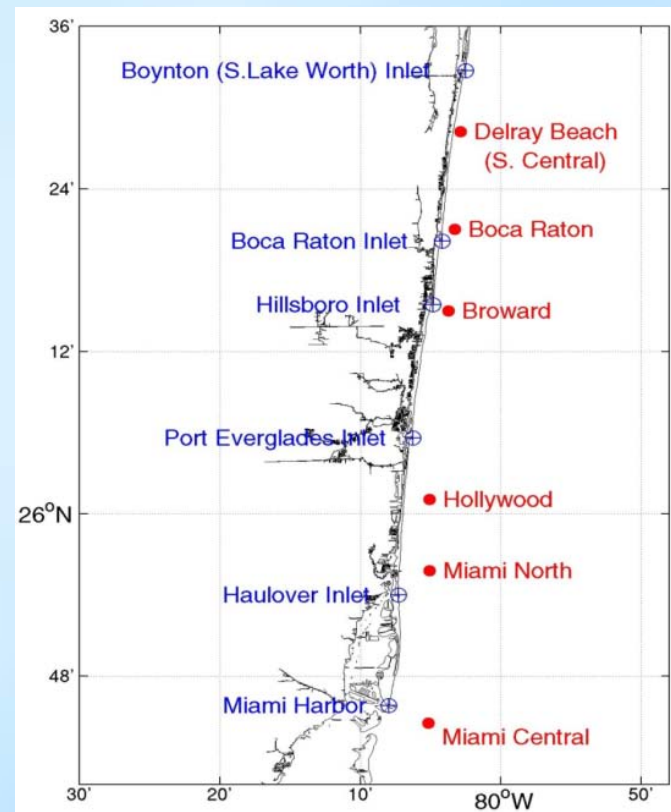 36'
Boynton (S.Lake Worth) Inlet
Delray Beach
(S. Central)
24'
Boca Raton
Boca Raton Inlet
Hillsboro Inlet
Broward
12'
Port Everglades Inlet
Hollywood
26°N
Miami North
Haulover Inlet
48'
Miami Harbor
Miami Central
30' 20' 10' 80°W 50'